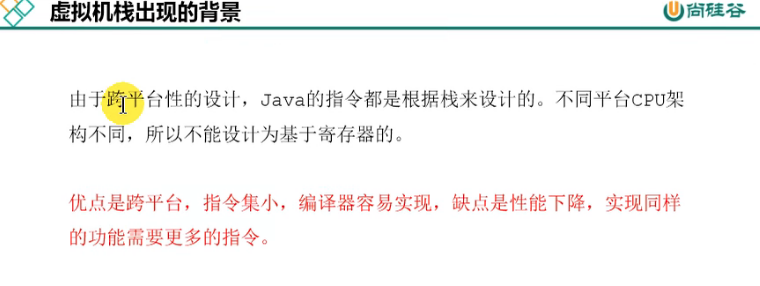 虚拟机栈出现的背景
尚硅谷
由于跨平台性的设计，Java的指令都是根据栈来设计的。不同平台CPU架
构不同，所以不能设计为基于寄存器的。
优点是跨平台，指令集小，编译器容易实现，缺点是性能下降，实现同样
的功能需要更多的指令。